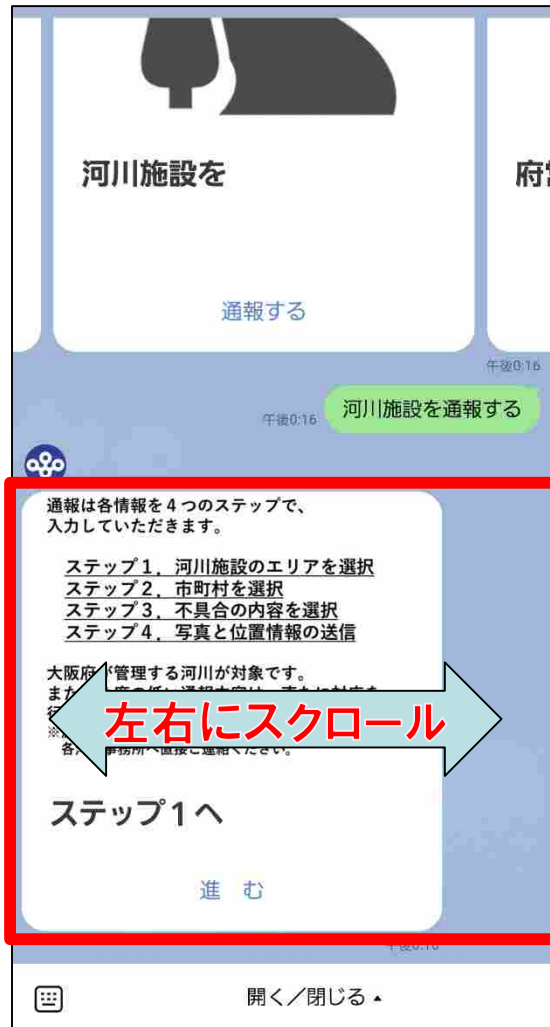 河川施設を
府
通報する
午後0:16
午後0:16
河川施設を通報する
通報は各情報を4つのステップで、
入力していただきます。
ステップ1．河川施設のエリアを選択
ステップ2．市町村を選択
ステップ3．不具合の内容を選択
ステップ4．写真と位置情報の送信
大阪府が管理する河川が対象です。
また
左右にスクロール
ステップ1へ
進 む
開く／閉じる